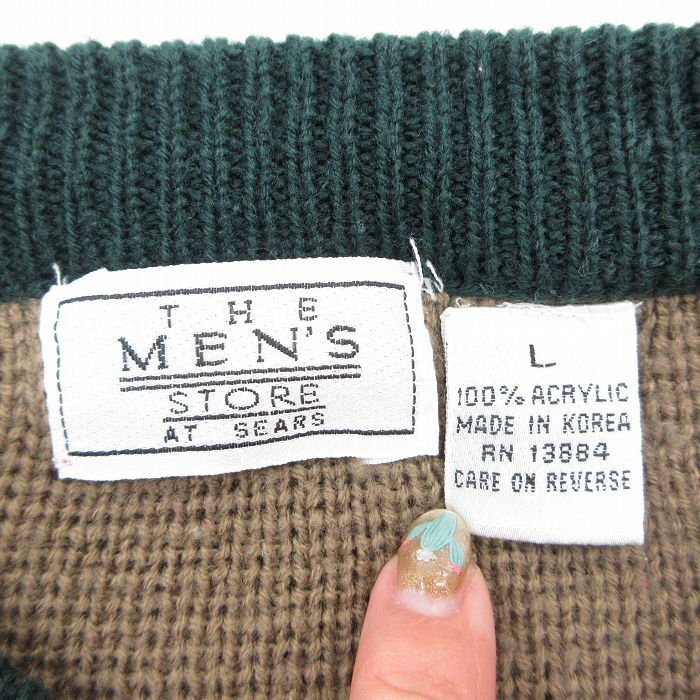 THE
MEN'S
STORE
AT SEARS
L
100% ACRYLIC
MADE IN KOREA
RN 13884
CARE ON REVERSE